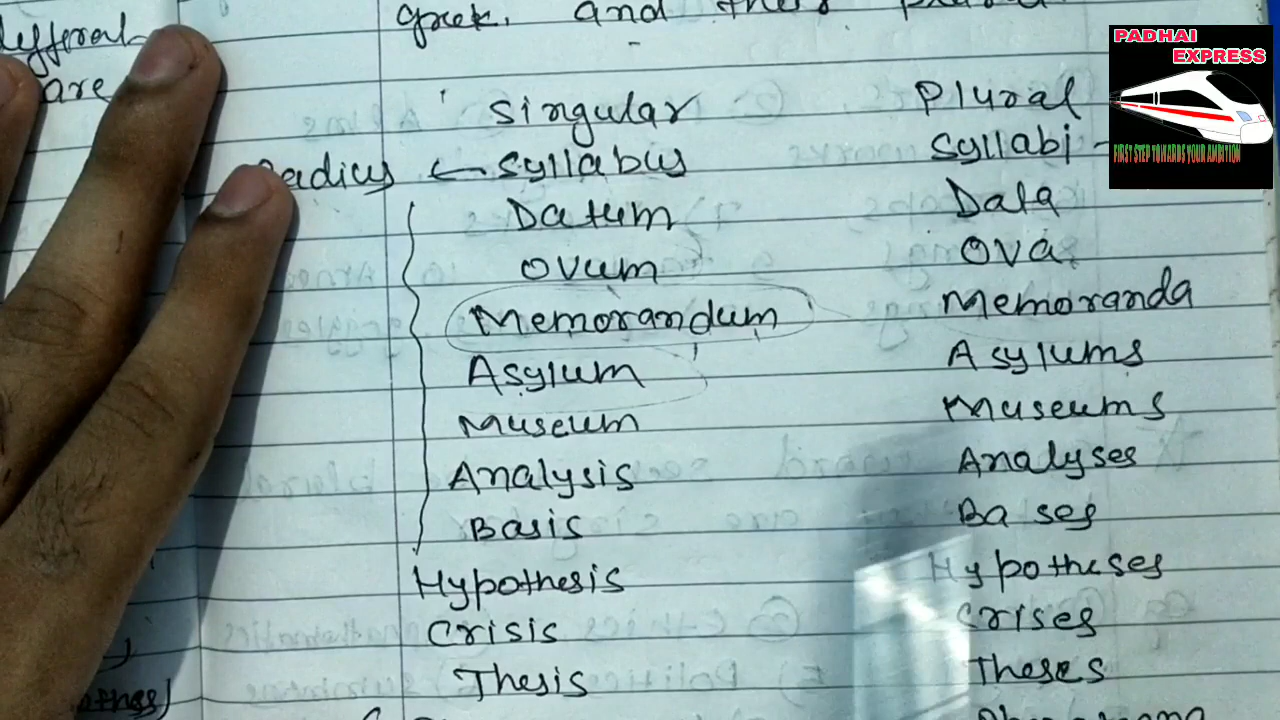 greek. and their
differat
are
Singular Plural
Radius ← Syllabus Syllabi -
Datum Data
Ovum Ova
Memorandum Memoranda
Asylum Asylums
Museum Museums
Analysis Analyses
Basis Bases
Hypothesis Hypotheses
Crisis Crises
Thesis Theses
PADHAI
EXPRESS
FIRST STEP TOWARDS YOUR AMBITION